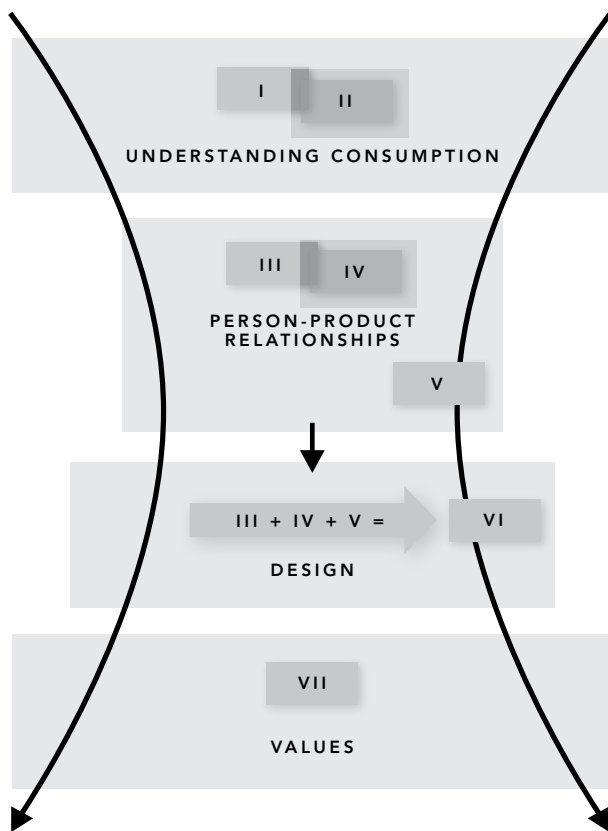 I
II
UNDERSTANDING CONSUMPTION
III
IV
PERSON-PRODUCT
RELATIONSHIPS
V
III + IV + V =
VI
DESIGN
VII
VALUES